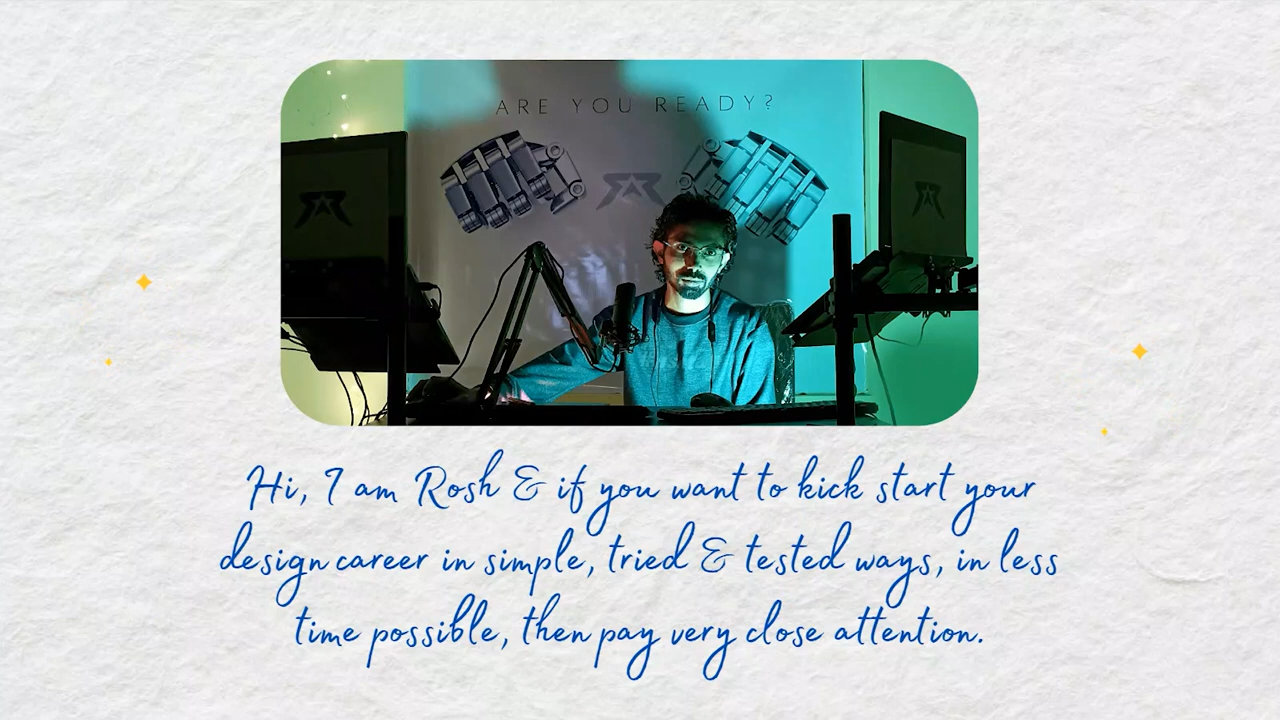 ARE YOU READY?
Hi, I am Rosh & if you want to kick start your
design career in simple, tried & tested ways, in less
time possible, then pay very close attention.